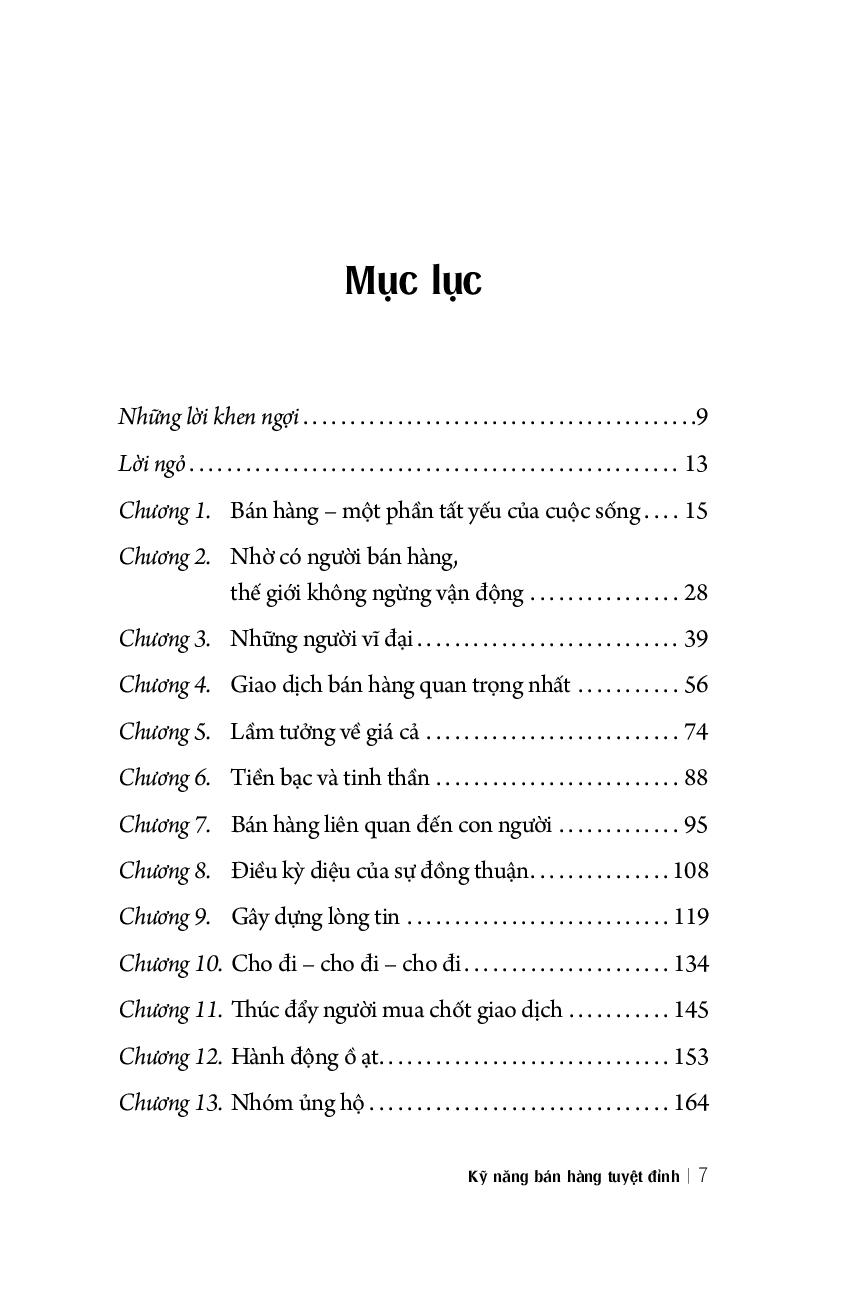 Mục lục
Những lời khen ngợi.......................................9
Lời ngỏ.................................................. 13
Chương 1. Bán hàng – một phần tất yếu của cuộc sống.... 15
Chương 2. Nhờ có người bán hàng,
thế giới không ngừng vận động ................ 28
Chương 3. Những người vĩ đại............................ 39
Chương 4. Giao dịch bán hàng quan trọng nhất ........... 56
Chương 5. Lầm tưởng về giá cả ........................... 74
Chương 6. Tiền bạc và tinh thần .......................... 88
Chương 7. Bán hàng liên quan đến con người ............. 95
Chương 8. Điều kỳ diệu của sự đồng thuận............... 108
Chương 9. Gây dựng lòng tin ............................ 119
Chương 10. Cho đi – cho đi – cho đi...................... 134
Chương 11. Thúc đẩy người mua chốt giao dịch ........... 145
Chương 12. Hành động ồ ạt............................... 153
Chương 13. Nhóm ủng hộ ................................ 164
Kỹ năng bán hàng tuyệt đỉnh | 7